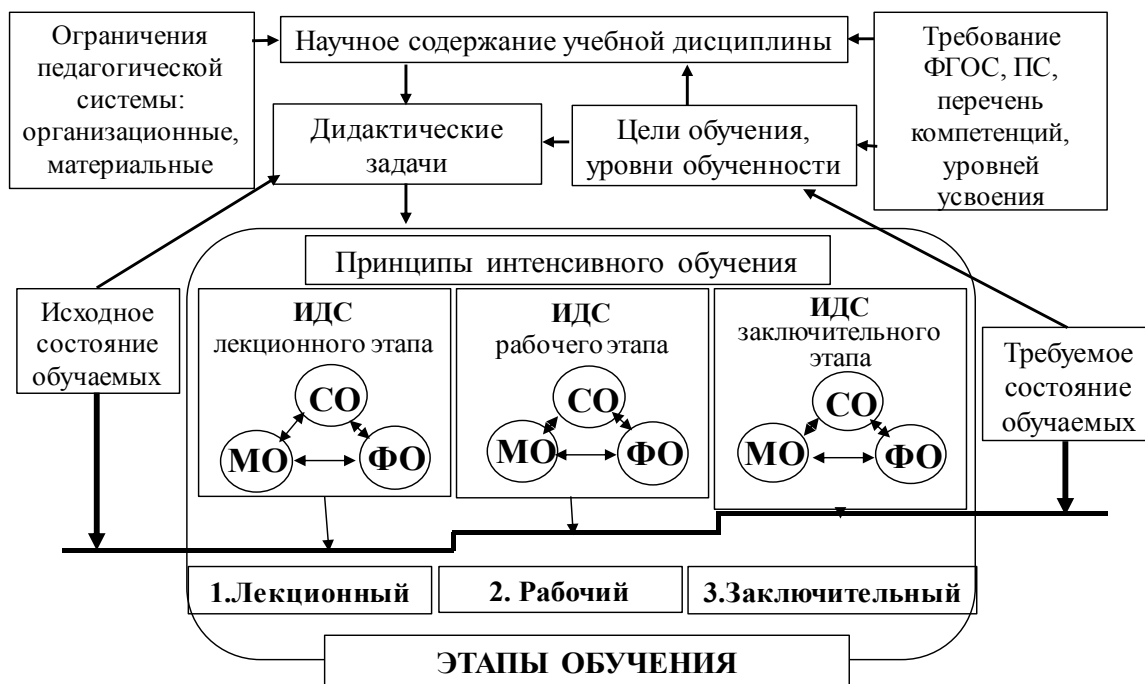 Ограничения
педагогической
системы:
организационные,
материальные
Научное содержание учебной дисциплины
Требование
ФГОС, ПС,
перечень
компетенций,
уровней
усвоения
Дидактические
задачи
Цели обучения,
уровни обученности
Принципы интенсивного обучения
Исходное
состояние
обучаемых
ИДС
лекционного этапа
СО
МО
ФО
ИДС
рабочего этапа
СО
МО
ФО
ИДС
заключительного
этапа
СО
МО
ФО
Требуемое
состояние
обучаемых
1.Лекционный
2. Рабочий
3.Заключительный
ЭТАПЫ ОБУЧЕНИЯ